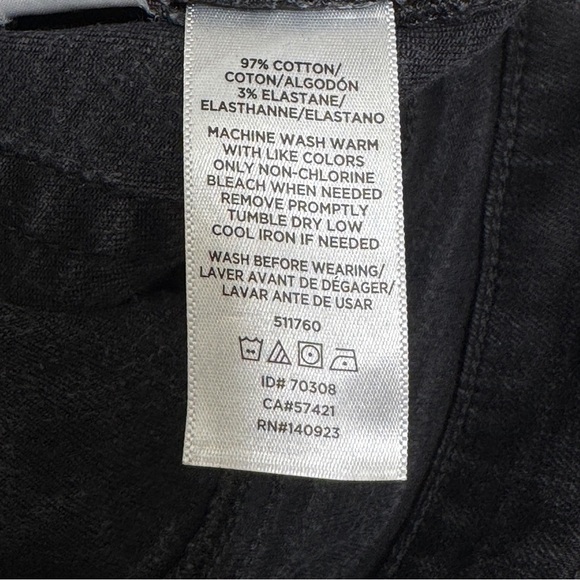 97% COTTON/
COTON/ALGODÓN
3% ELASTANE/
ELASTHANNE/ELASTANO
MACHINE WASH WARM
WITH LIKE COLORS
ONLY NON-CHLORINE
BLEACH WHEN NEEDED
REMOVE PROMPTLY
TUMBLE DRY LOW
COOL IRON IF NEEDED
WASH BEFORE WEARING/
LAVER AVANT DE DÉGAGER/
LAVAR ANTE DE USAR
511760
ID# 70308
CA#57421
RN#140923